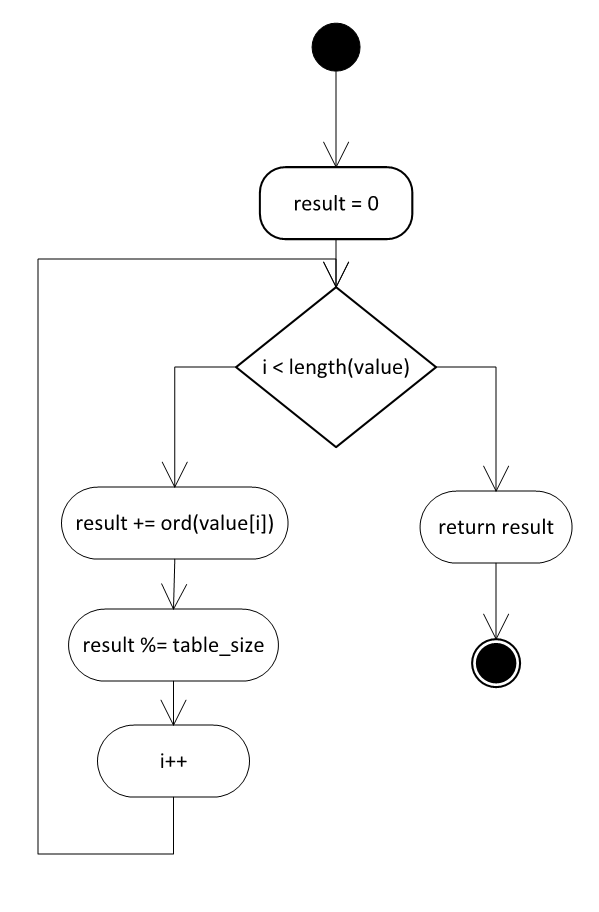 result = 0
i < length(value)
result += ord(value[i])
return result
result %= table_size
i++